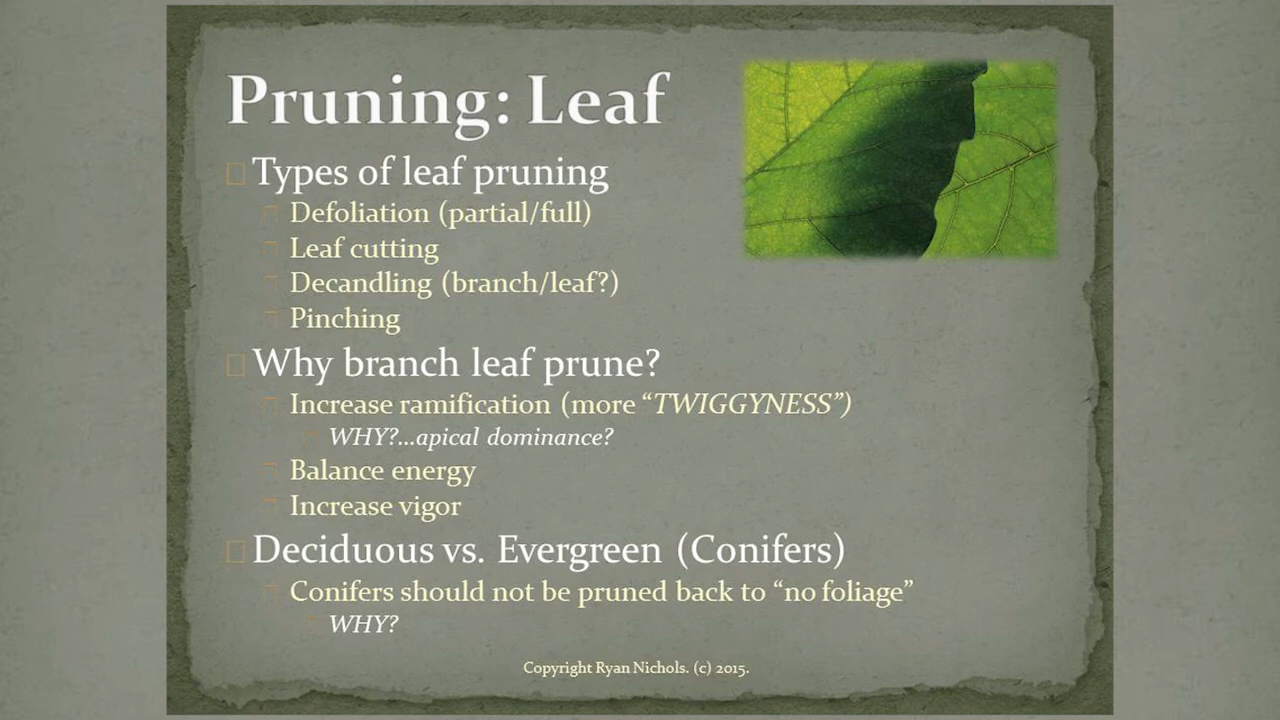 Pruning: Leaf
Types of leaf pruning
Defoliation (partial/full)
Leaf cutting
Decandling (branch/leaf?)
Pinching
Why branch leaf prune?
Increase ramification (more “TWIGGYNESS”)
WHY?...apical dominance?
Balance energy
Increase vigor
Deciduous vs. Evergreen (Conifers)
Conifers should not be pruned back to “no foliage”
WHY?
Copyright Ryan Nichols. (c) 2015.